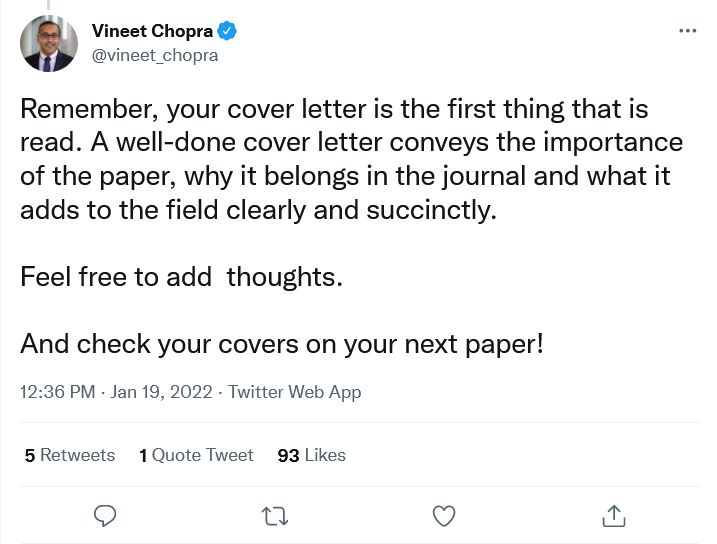 Vineet Chopra
@vineet_chopra
Remember, your cover letter is the first thing that is
read. A well-done cover letter conveys the importance
of the paper, why it belongs in the journal and what it
adds to the field clearly and succinctly.
Feel free to add  thoughts.
And check your covers on your next paper!
12:36 PM · Jan 19, 2022 · Twitter Web App
5 Retweets 1 Quote Tweet 93 Likes